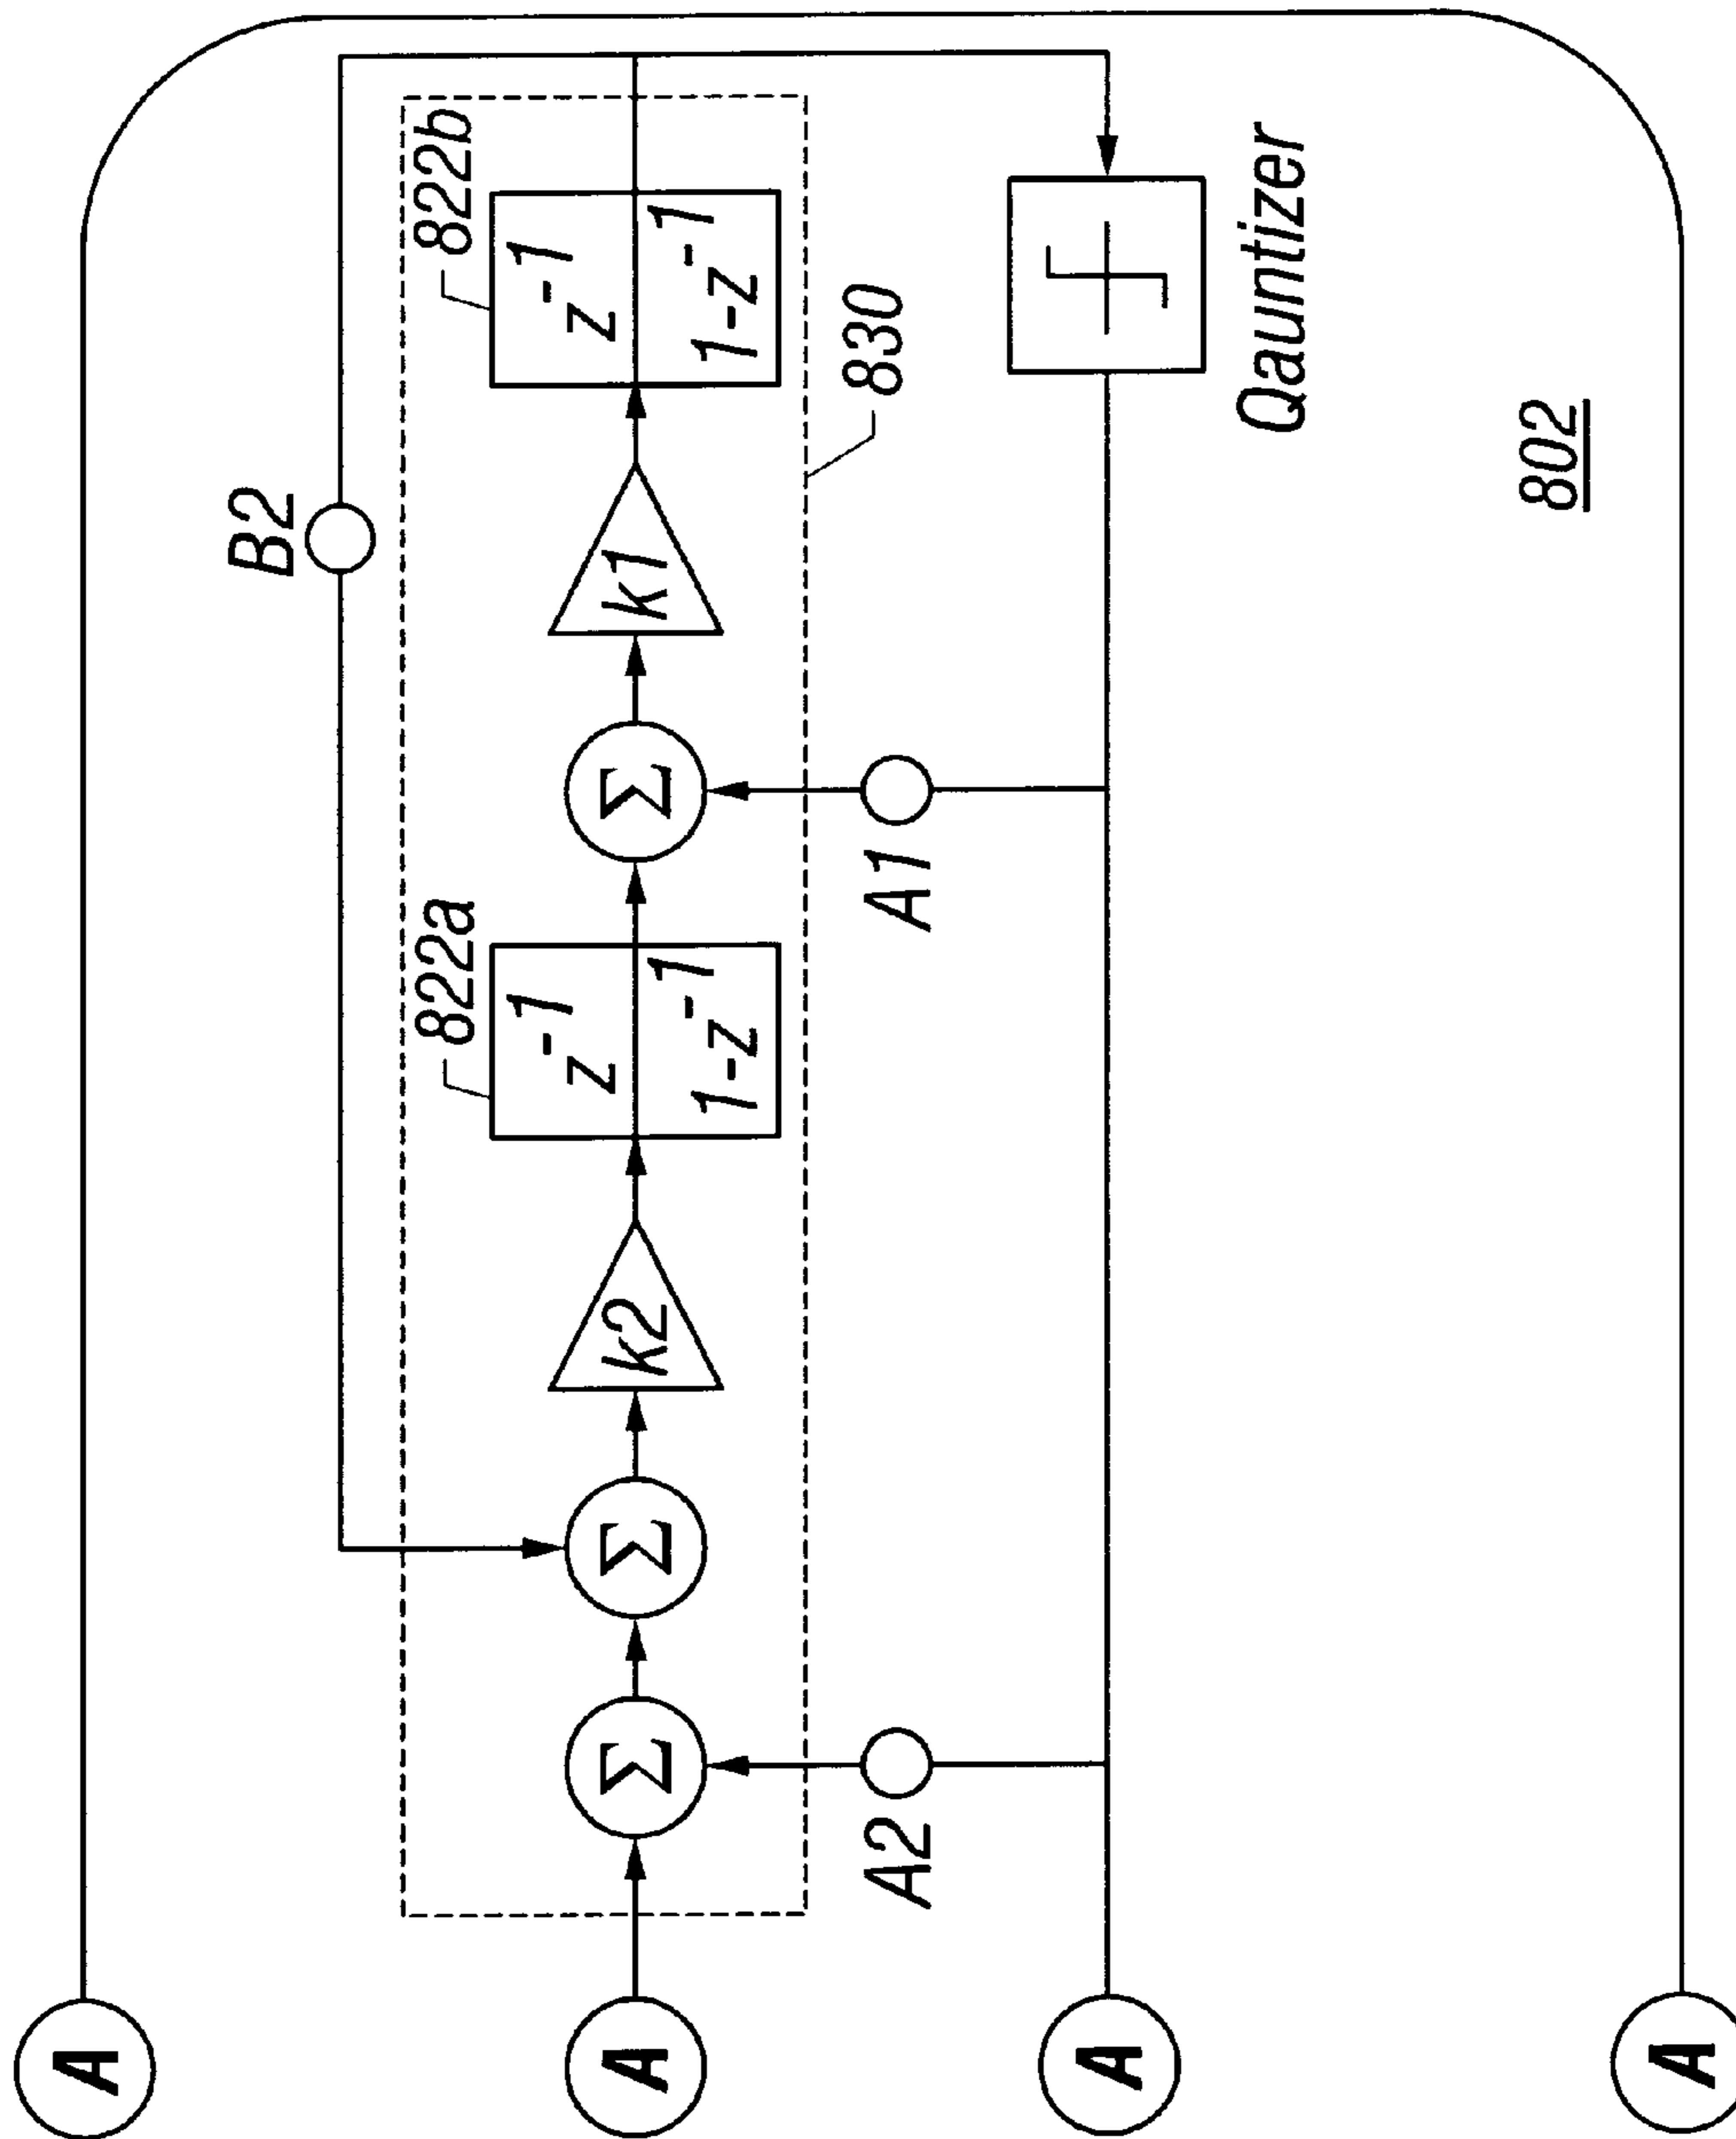 A
B2
822a
822b
A
Σ
Σ
k2
z⁻¹
1-z⁻¹
Σ
k1
z⁻¹
1-z⁻¹
830
A2
A1
A
Qauntizer
802
A